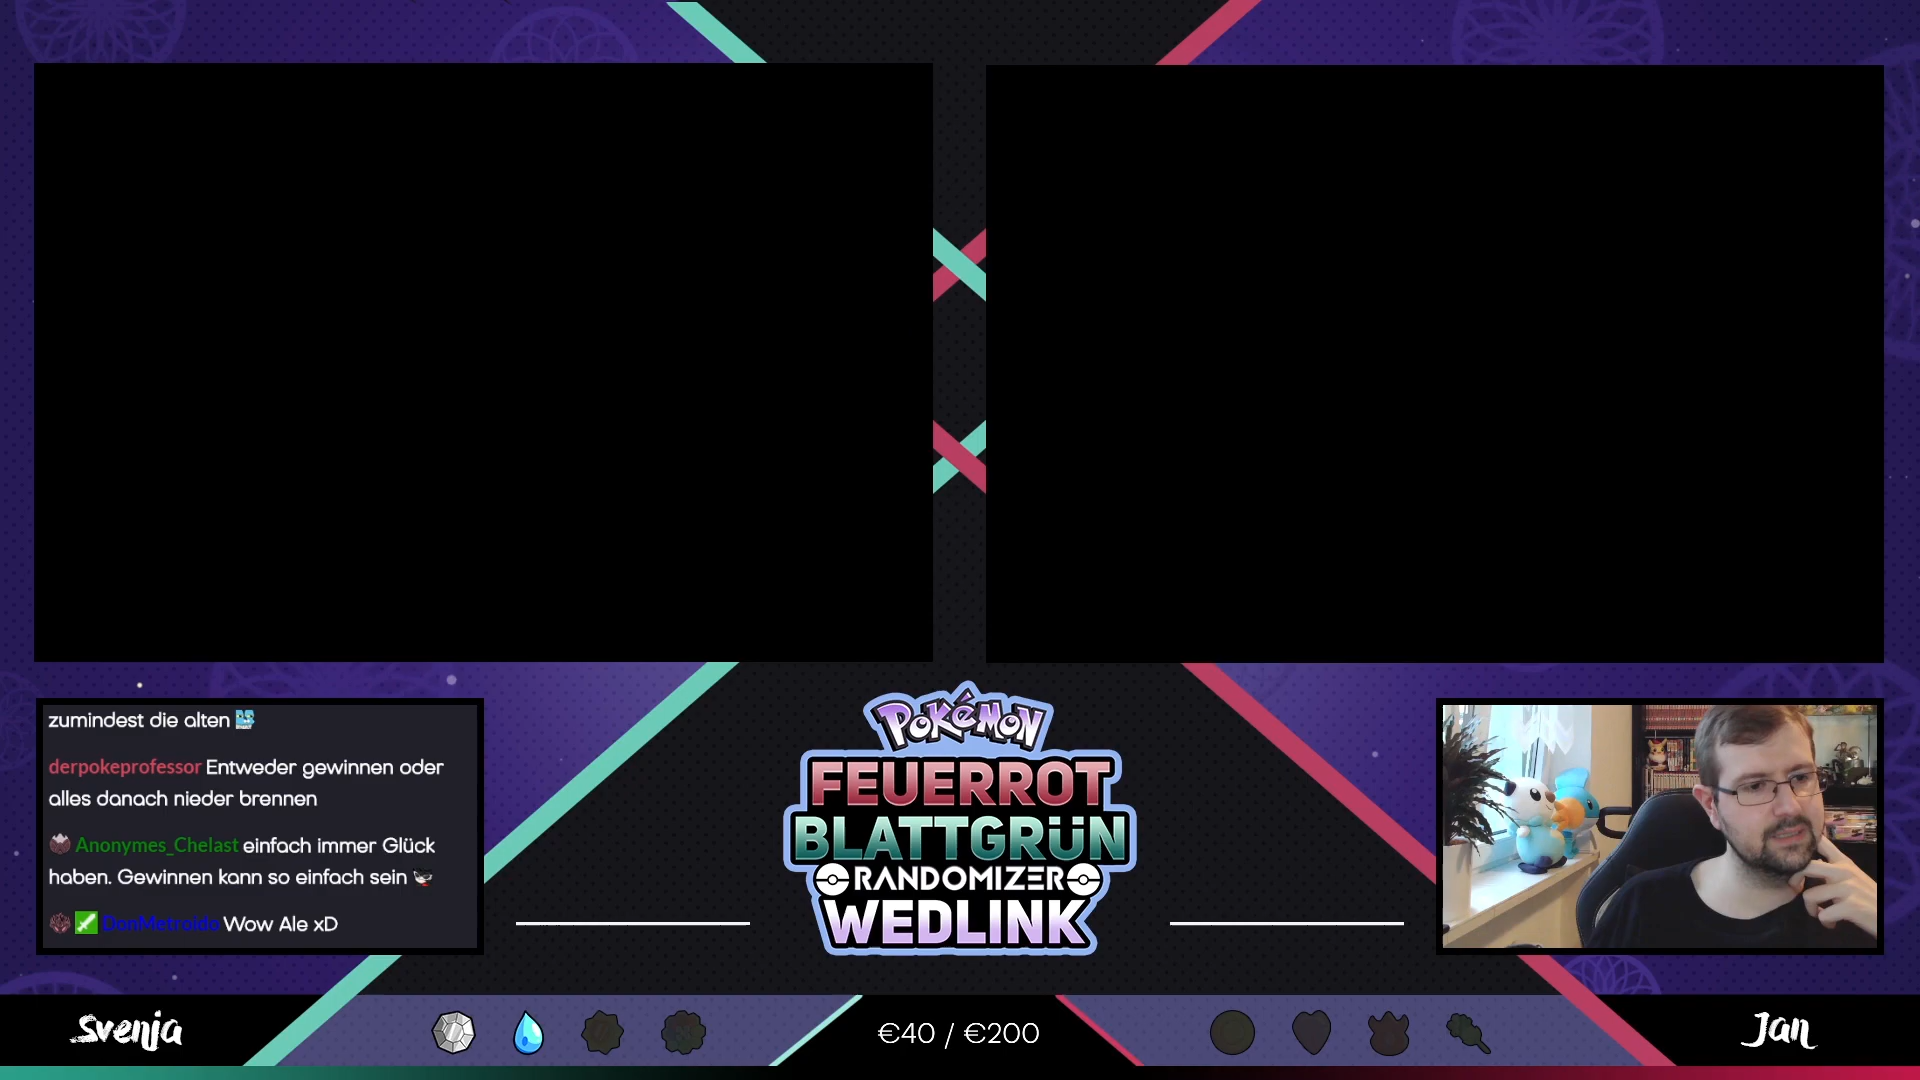 zumindest die alten
derpokeprofessor Entweder gewinnen oder
alles danach nieder brennen
Anonymes_Chelast einfach immer Glück
haben. Gewinnen kann so einfach sein
DonMetroido Wow Ale xD
POKéMON
FEUERROT
BLATTGRÜN
RANDOMIZER
WEDLINK
Svenja
€40 / €200
Jan